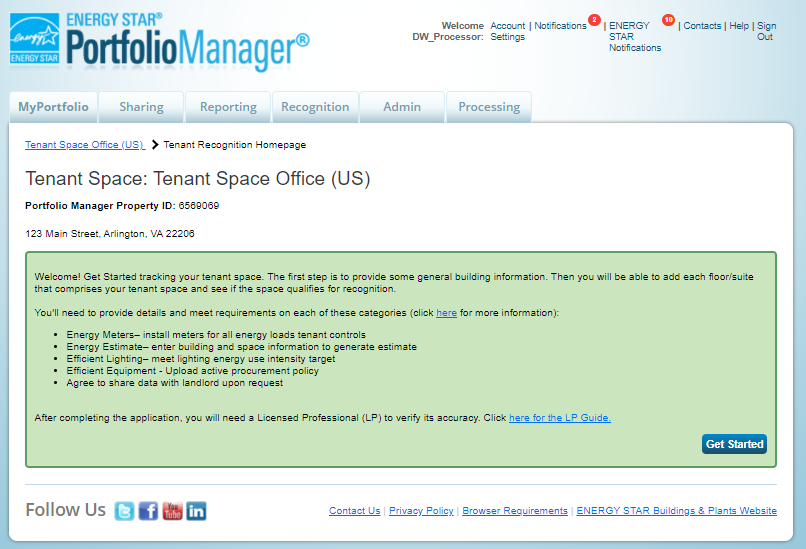 ENERGY STAR®
PortfolioManager®
energy
ENERGY STAR
Welcome DW_Processor: Account Settings | Notifications 2 | ENERGY STAR Notifications 10 | Contacts | Help | Sign Out
MyPortfolio Sharing Reporting Recognition Admin Processing
Tenant Space Office (US) > Tenant Recognition Homepage
Tenant Space: Tenant Space Office (US)
Portfolio Manager Property ID: 6569069
123 Main Street, Arlington, VA 22206
Welcome! Get Started tracking your tenant space. The first step is to provide some general building information. Then you will be able to add each floor/suite
that comprises your tenant space and see if the space qualifies for recognition.
You'll need to provide details and meet requirements on each of these categories (click here for more information):
• Energy Meters– install meters for all energy loads tenant controls
• Energy Estimate– enter building and space information to generate estimate
• Efficient Lighting– meet lighting energy use intensity target
• Efficient Equipment - Upload active procurement policy
• Agree to share data with landlord upon request
After completing the application, you will need a Licensed Professional (LP) to verify its accuracy. Click here for the LP Guide.
Get Started
Follow Us You Tube in
Contact Us | Privacy Policy | Browser Requirements | ENERGY STAR Buildings & Plants Website